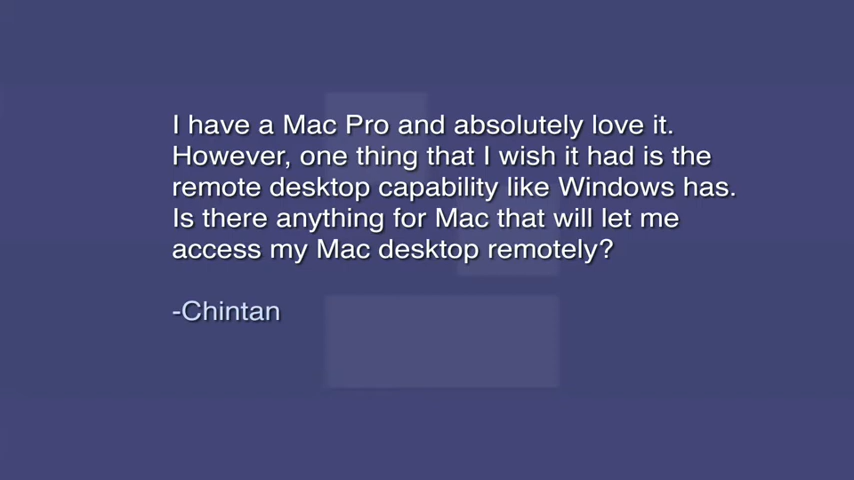 I have a Mac Pro and absolutely love it.
However, one thing that I wish it had is the
remote desktop capability like Windows has.
Is there anything for Mac that will let me
access my Mac desktop remotely?
-Chintan